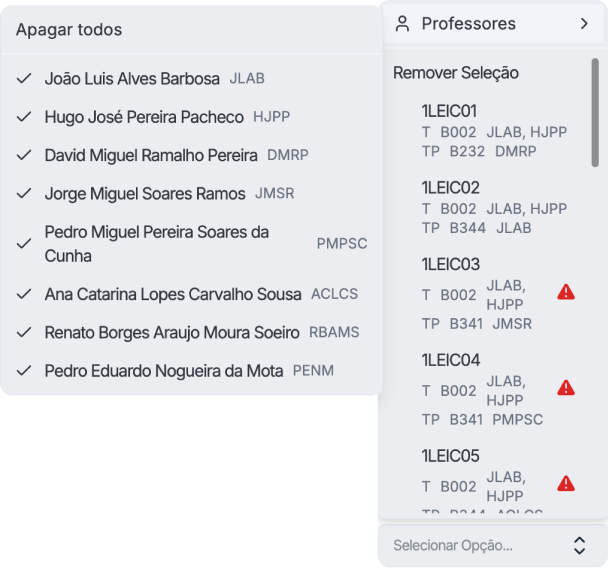 Apagar todos
João Luis Alves Barbosa JLAB
Hugo José Pereira Pacheco HJPP
David Miguel Ramalho Pereira DMRP
Jorge Miguel Soares Ramos JMSR
Pedro Miguel Pereira Soares da
Cunha PMPSC
Ana Catarina Lopes Carvalho Sousa ACLCS
Renato Borges Araujo Moura Soeiro RBAMS
Pedro Eduardo Nogueira da Mota PENM
Professores
Remover Seleção
1LEIC01
T B002 JLAB, HJPP
TP B232 DMRP
1LEIC02
T B002 JLAB, HJPP
TP B344 JLAB
1LEIC03
T B002 JLAB,
HJPP
TP B341 JMSR
1LEIC04
T B002 JLAB,
HJPP
TP B341 PMPSC
1LEIC05
T B002 JLAB,
HJPP
TP B344 ACLCS
Selecionar Opção...